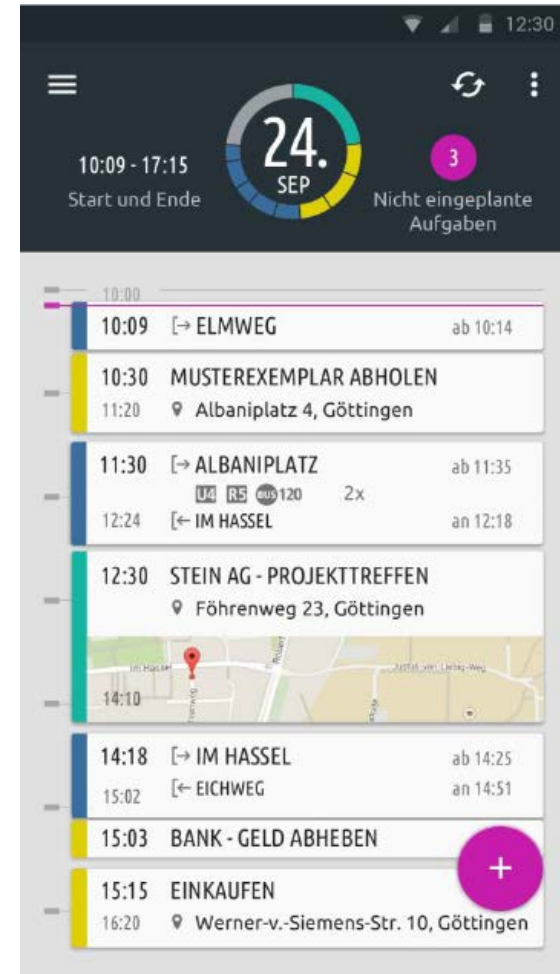 12:30
24.
SEP
10:09 - 17:15
Start und Ende
3
Nicht eingeplante
Aufgaben
10:00
10:09 ELMWEG ab 10:14
10:30 MUSTEREXEMPLAR ABHOLEN
11:20 Albaniplatz 4, Göttingen
11:30 ALBANIPLATZ ab 11:35
U4 R5 BUS 120 2x
12:24 IM HASSEL an 12:18
12:30 STEIN AG - PROJEKTTREFFEN
Föhrenweg 23, Göttingen
Im Hassel
Justus-von-Liebig-Weg
14:10
14:18 IM HASSEL ab 14:25
15:02 EICHWEG an 14:51
15:03 BANK - GELD ABHEBEN
+
15:15 EINKAUFEN
16:20 Werner-v.-Siemens-Str. 10, Göttingen